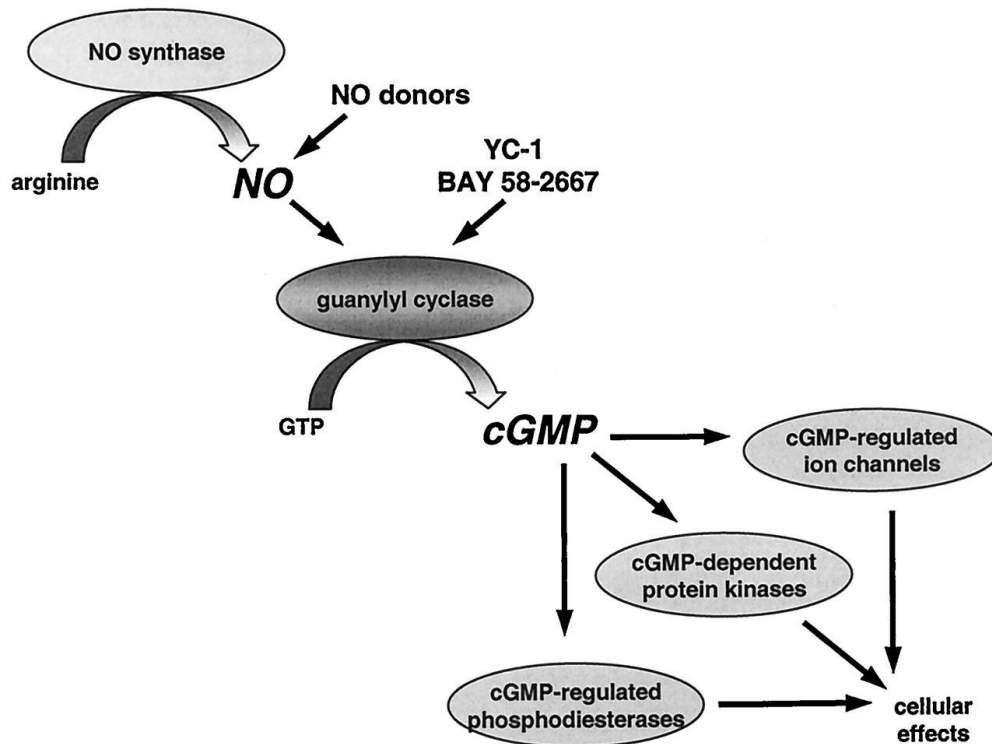 NO synthase
NO donors
arginine
NO
YC-1
BAY 58-2667
guanylyl cyclase
GTP
cGMP
cGMP-regulated
ion channels
cGMP-dependent
protein kinases
cGMP-regulated
phosphodiesterases
cellular
effects